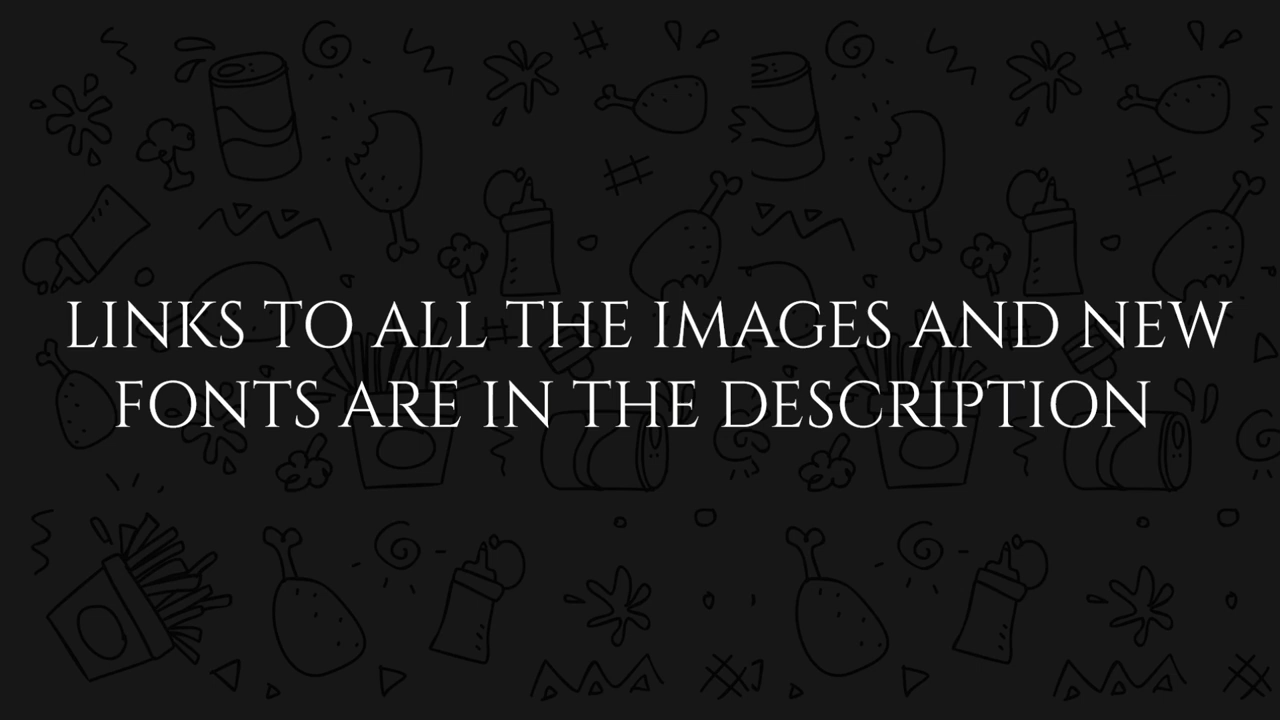 LINKS TO ALL THE IMAGES AND NEW
FONTS ARE IN THE DESCRIPTION